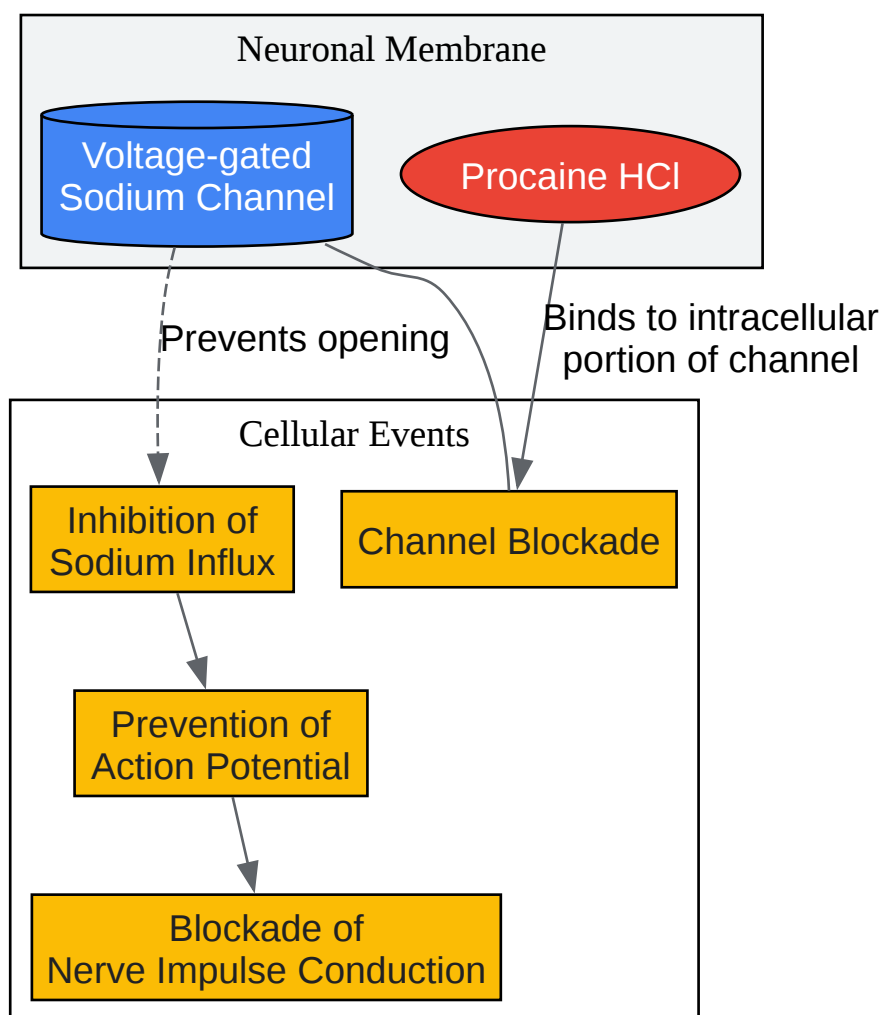 Neuronal Membrane
Voltage-gated
Sodium Channel
Procaine HCl
Prevents opening
Binds to intracellular
portion of channel
Cellular Events
Inhibition of
Sodium Influx
Channel Blockade
Prevention of
Action Potential
Blockade of
Nerve Impulse Conduction